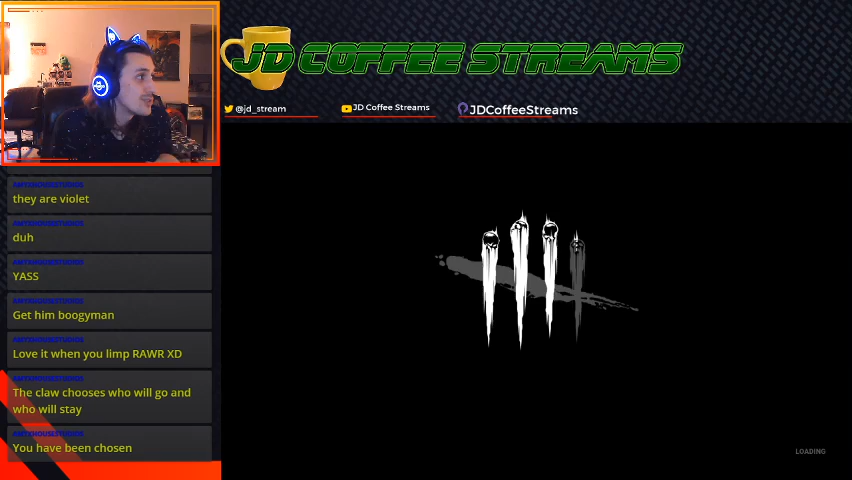 JD COFFEE STREAMS
@jd_stream
JD Coffee Streams
JDCoffeeStreams
they are violet
duh
YASS
Get him boogyman
Love it when you limp RAWR XD
The claw chooses who will go and
who will stay
You have been chosen
LOADING